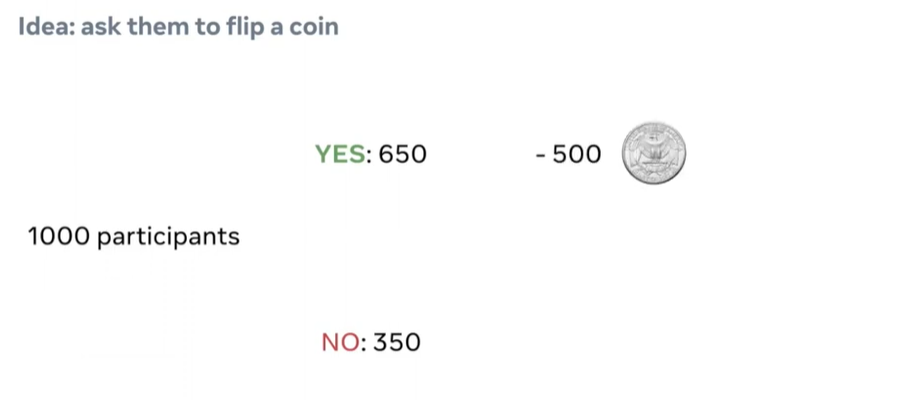 Idea: ask them to flip a coin
YES: 650
- 500
1000 participants
NO: 350